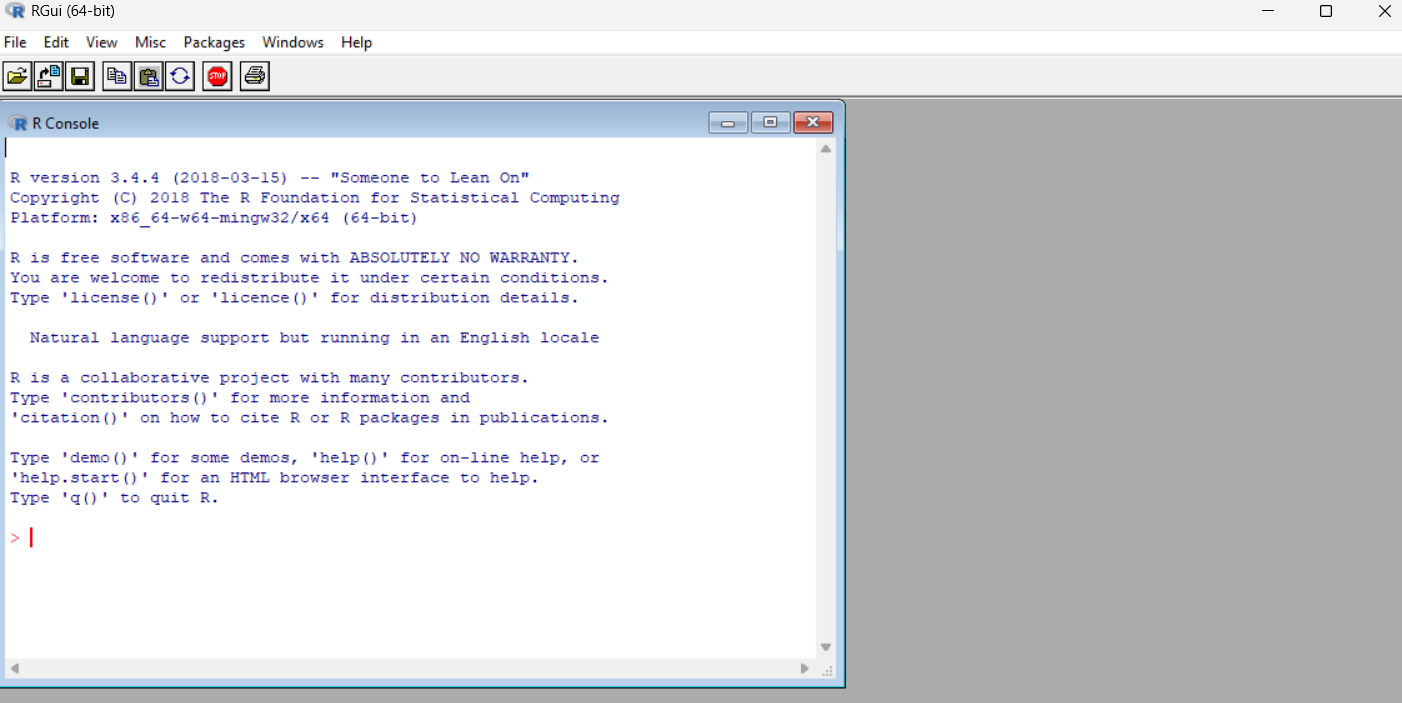 RGui (64-bit)
File Edit View Misc Packages Windows Help
STOP
R Console
R version 3.4.4 (2018-03-15) -- "Someone to Lean On"
Copyright (C) 2018 The R Foundation for Statistical Computing
Platform: x86_64-w64-mingw32/x64 (64-bit)
R is free software and comes with ABSOLUTELY NO WARRANTY.
You are welcome to redistribute it under certain conditions.
Type 'license()' or 'licence()' for distribution details.
Natural language support but running in an English locale
R is a collaborative project with many contributors.
Type 'contributors()' for more information and
'citation()' on how to cite R or R packages in publications.
Type 'demo()' for some demos, 'help()' for on-line help, or
'help.start()' for an HTML browser interface to help.
Type 'q()' to quit R.
>